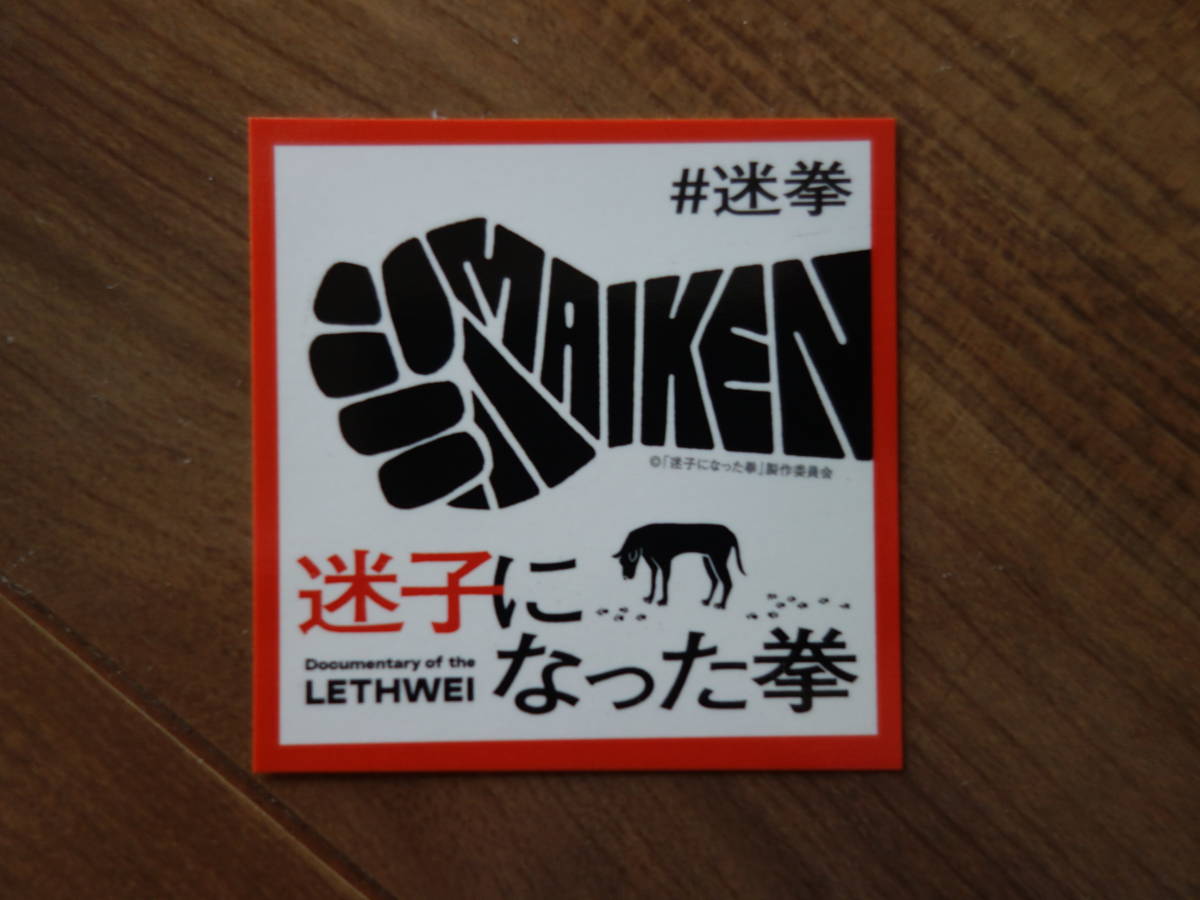 #迷拳
MAIKEN
©「迷子になった拳」製作委員会
迷子に
なった拳
Documentary of the
LETHWEI